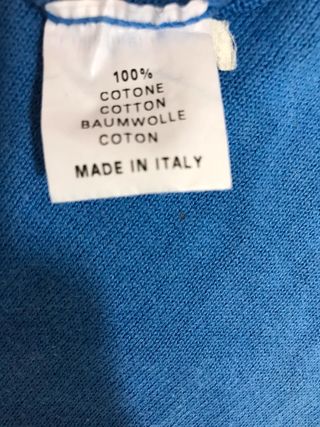 100%
COTONE
COTTON
BAUMWOLLE
COTON
MADE IN ITALY